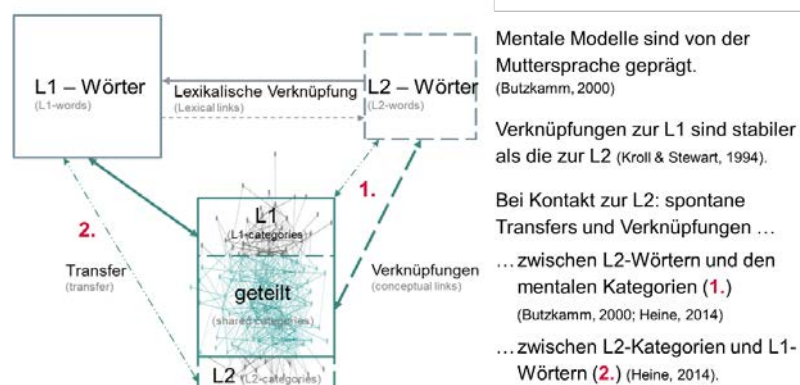 L1 – Wörter
(L1-words)
Lexikalische Verknüpfung
(Lexical links)
L2 – Wörter
(L2-words)
1.
2.
L1
(L1-categories)
Transfer
(transfer)
geteilt
(shared categories)
Verknüpfungen
(conceptual links)
L2 (L2-categories)
Mentale Modelle sind von der
Muttersprache geprägt.
(Butzkamm, 2000)
Verknüpfungen zur L1 sind stabiler
als die zur L2 (Kroll & Stewart, 1994).
Bei Kontakt zur L2: spontane
Transfers und Verknüpfungen …
… zwischen L2-Wörtern und den
mentalen Kategorien (1.)
(Butzkamm, 2000; Heine, 2014)
… zwischen L2-Kategorien und L1-
Wörtern (2.) (Heine, 2014).